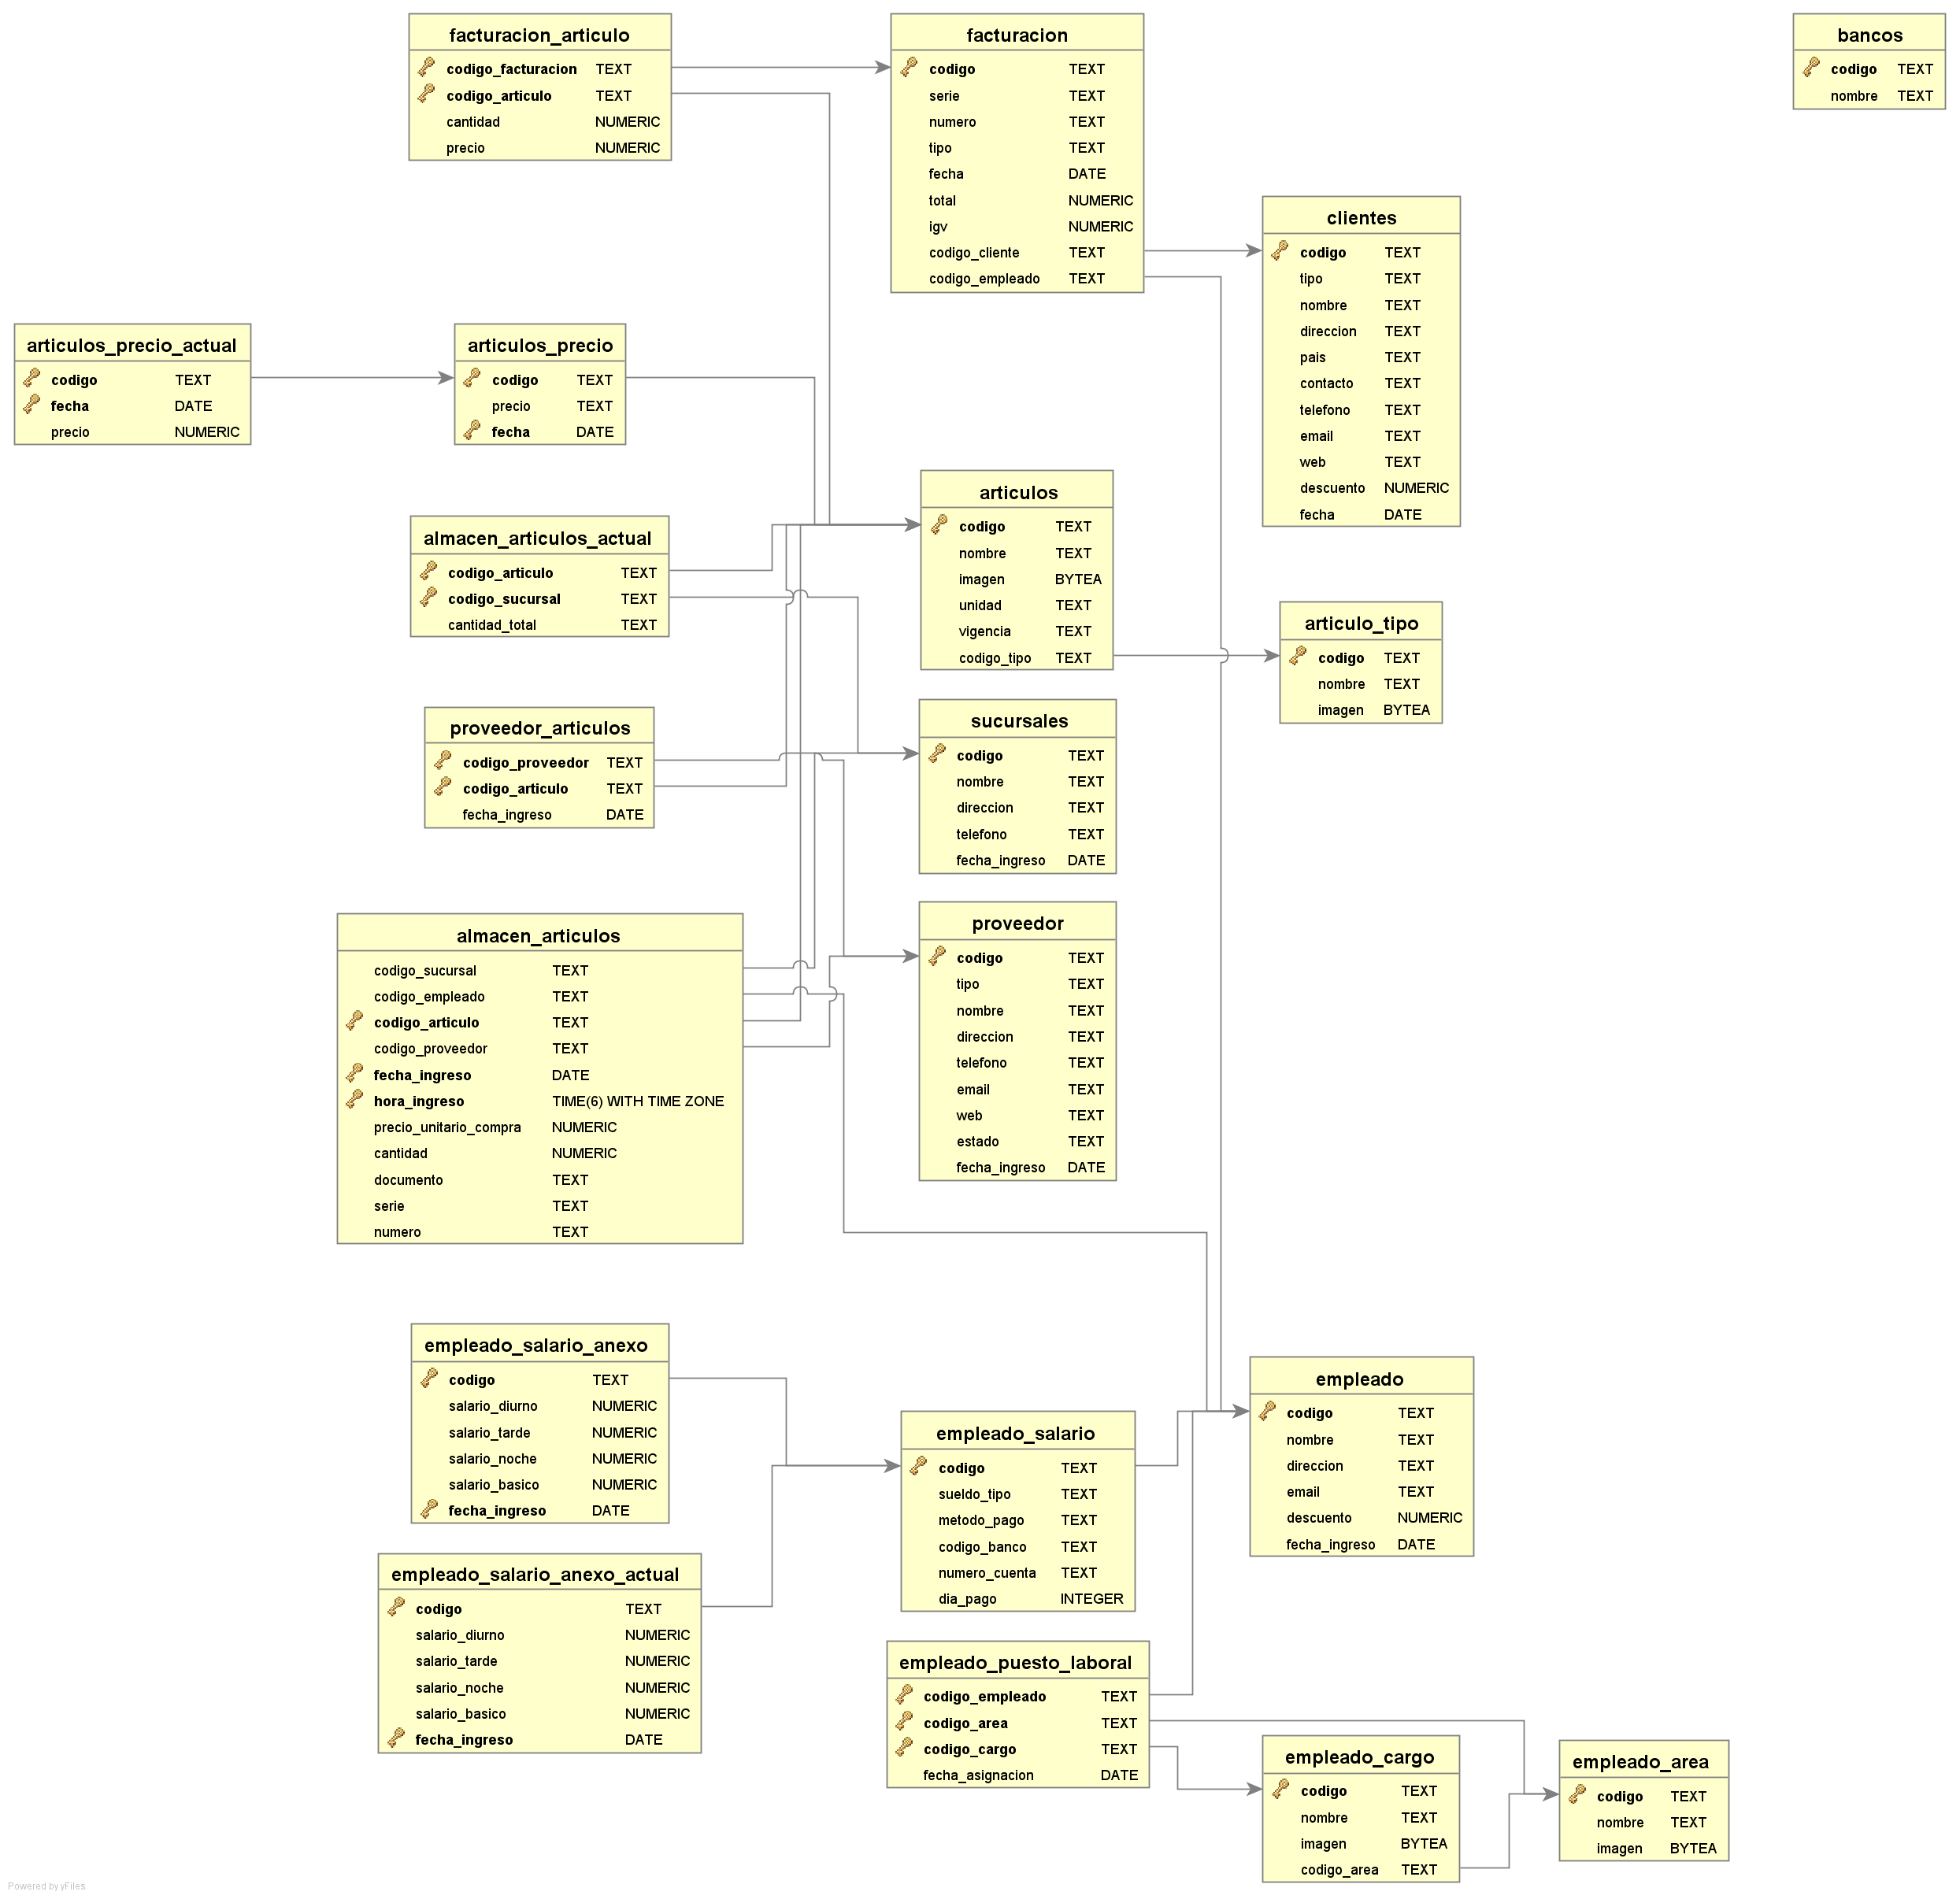 facturacion_articulo
codigo_facturacion TEXT
codigo_articulo TEXT
cantidad NUMERIC
precio NUMERIC
facturacion
codigo TEXT
serie TEXT
numero TEXT
tipo TEXT
fecha DATE
total NUMERIC
igv NUMERIC
codigo_cliente TEXT
codigo_empleado TEXT
bancos
codigo TEXT
nombre TEXT
clientes
codigo TEXT
tipo TEXT
nombre TEXT
direccion TEXT
pais TEXT
contacto TEXT
telefono TEXT
email TEXT
web TEXT
descuento NUMERIC
fecha DATE
articulos_precio_actual
codigo TEXT
fecha DATE
precio NUMERIC
articulos_precio
codigo TEXT
precio TEXT
fecha DATE
articulos
codigo TEXT
nombre TEXT
imagen BYTEA
unidad TEXT
vigencia TEXT
codigo_tipo TEXT
almacen_articulos_actual
codigo_articulo TEXT
codigo_sucursal TEXT
cantidad_total TEXT
articulo_tipo
codigo TEXT
nombre TEXT
imagen BYTEA
proveedor_articulos
codigo_proveedor TEXT
codigo_articulo TEXT
fecha_ingreso DATE
sucursales
codigo TEXT
nombre TEXT
direccion TEXT
telefono TEXT
fecha_ingreso DATE
almacen_articulos
codigo_sucursal TEXT
codigo_empleado TEXT
codigo_articulo TEXT
codigo_proveedor TEXT
fecha_ingreso DATE
hora_ingreso TIME(6) WITH TIME ZONE
precio_unitario_compra NUMERIC
cantidad NUMERIC
documento TEXT
serie TEXT
numero TEXT
proveedor
codigo TEXT
tipo TEXT
nombre TEXT
direccion TEXT
telefono TEXT
email TEXT
web TEXT
estado TEXT
fecha_ingreso DATE
empleado_salario_anexo
codigo TEXT
salario_diurno NUMERIC
salario_tarde NUMERIC
salario_noche NUMERIC
salario_basico NUMERIC
fecha_ingreso DATE
empleado_salario
codigo TEXT
sueldo_tipo TEXT
metodo_pago TEXT
codigo_banco TEXT
numero_cuenta TEXT
dia_pago INTEGER
empleado
codigo TEXT
nombre TEXT
direccion TEXT
email TEXT
descuento NUMERIC
fecha_ingreso DATE
empleado_salario_anexo_actual
codigo TEXT
salario_diurno NUMERIC
salario_tarde NUMERIC
salario_noche NUMERIC
salario_basico NUMERIC
fecha_ingreso DATE
empleado_puesto_laboral
codigo_empleado TEXT
codigo_area TEXT
codigo_cargo TEXT
fecha_asignacion DATE
empleado_cargo
codigo TEXT
nombre TEXT
imagen BYTEA
codigo_area TEXT
empleado_area
codigo TEXT
nombre TEXT
imagen BYTEA
Powered by yFiles